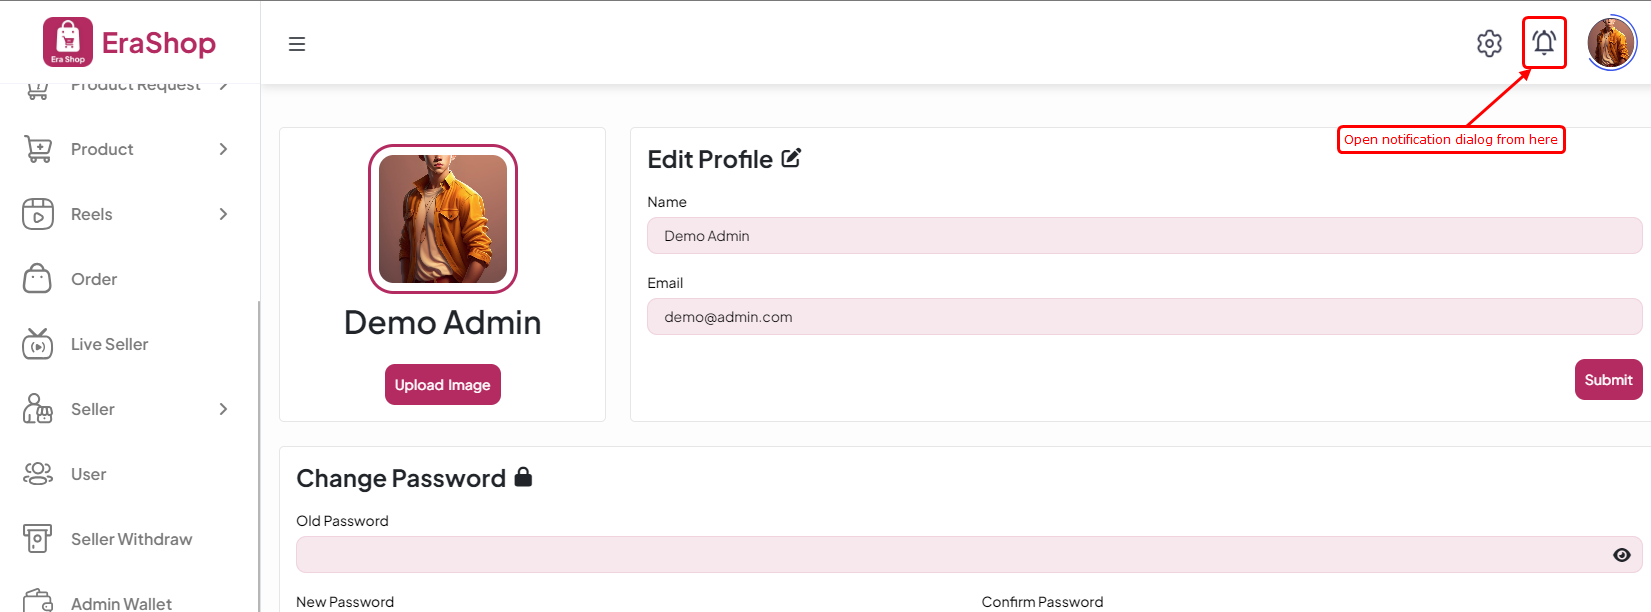 Era Shop
EraShop
Product Request
Product
Reels
Order
Live Seller
Seller
User
Seller Withdraw
Admin Wallet
Open notification dialog from here
Demo Admin
Upload Image
Edit Profile
Name
Demo Admin
Email
demo@admin.com
Submit
Change Password
Old Password
New Password
Confirm Password